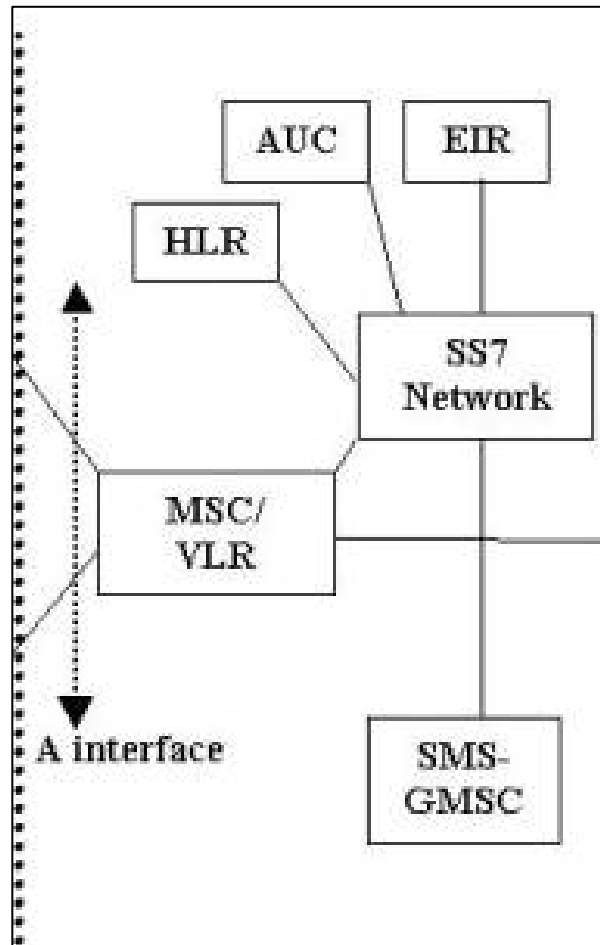 AUC
EIR
HLR
SS7
Network
MSC/
VLR
A interface
SMS-
GMSC